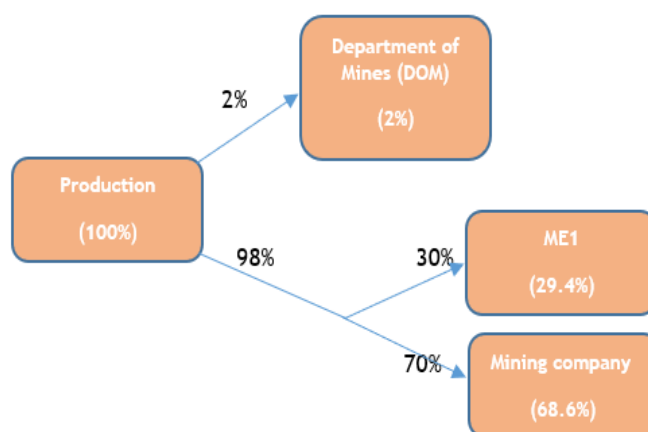 Department of
Mines (DOM)
(2%)
2%
Production
(100%)
98%
30%
ME1
(29.4%)
70%
Mining company
(68.6%)